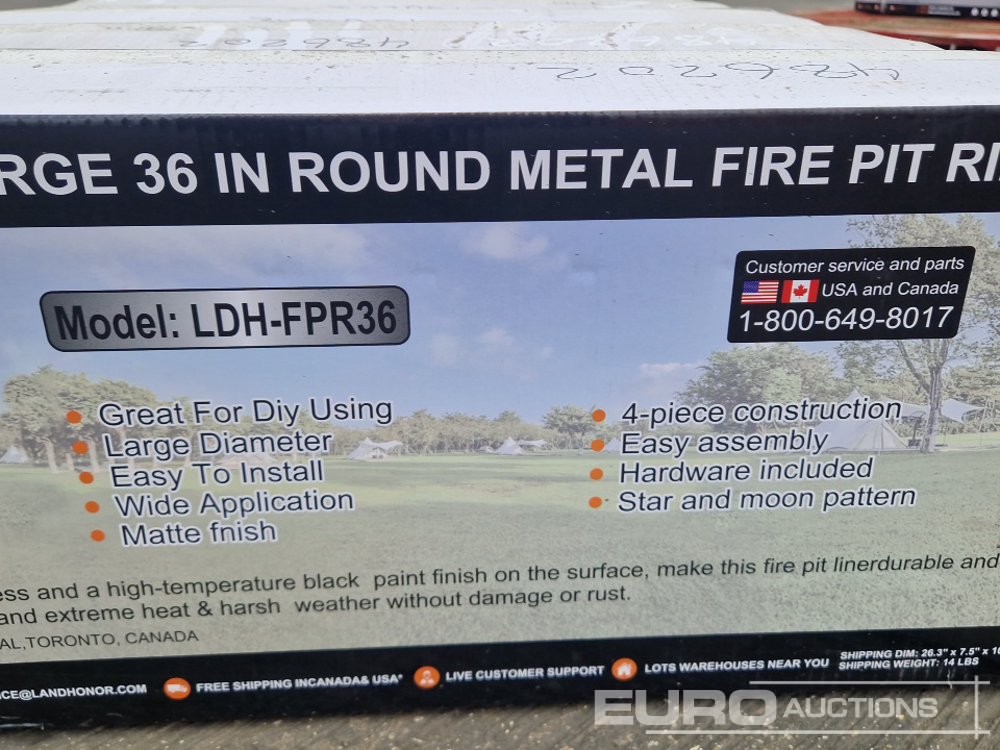 202984
RGE 36 IN ROUND METAL FIRE PIT RI
Customer service and parts
USA and Canada
1-800-649-8017
Model: LDH-FPR36
Great For Diy Using
Large Diameter
Easy To Install
Wide Application
Matte fnish
4-piece construction
Easy assembly
Hardware included
Star and moon pattern
ess and a high-temperature black paint finish on the surface, make this fire pit linerdurable and
and extreme heat & harsh weather without damage or rust.
AL,TORONTO, CANADA
ICE@LANDHONOR.COM
FREE SHIPPING INCANADA& USA*
LIVE CUSTOMER SUPPORT
LOTS WAREHOUSES NEAR YOU
SHIPPING DIM: 26.3" x 7.5" x 10
SHIPPING WEIGHT: 14 LBS
EURO AUCTIONS